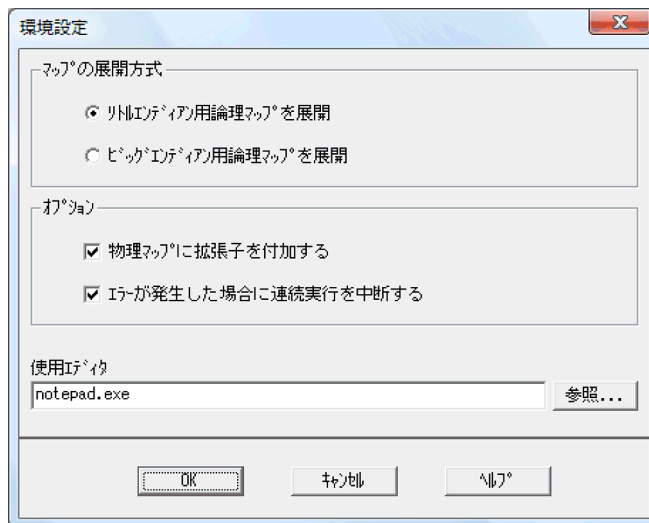 環境設定
ﾏｯﾌﾟの展開方式
ﾘﾄﾙｴﾝﾃﾞｨｱﾝ用論理ﾏｯﾌﾟを展開
ﾋﾞｯｸﾞｴﾝﾃﾞｨｱﾝ用論理ﾏｯﾌﾟを展開
ｵﾌﾟｼｮﾝ
物理ﾏｯﾌﾟに拡張子を付加する
ｴﾗｰが発生した場合に連続実行を中断する
使用ｴﾃﾞｨﾀ
notepad.exe
参照...
OK
ｷｬﾝｾﾙ
ﾍﾙﾌﾟ